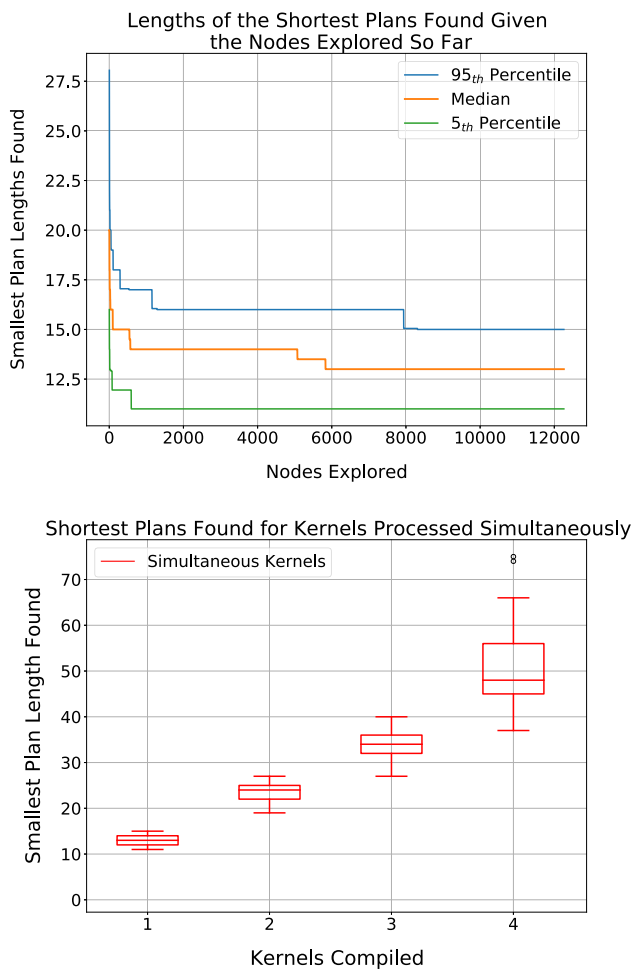 Lengths of the Shortest Plans Found Given
the Nodes Explored So Far
Smallest Plan Lengths Found
27.5
25.0
22.5
20.0
17.5
15.0
12.5
95th Percentile
Median
5th Percentile
0 2000 4000 6000 8000 10000 12000
Nodes Explored
Shortest Plans Found for Kernels Processed Simultaneously
Smallest Plan Length Found
Simultaneous Kernels
70
60
50
40
30
20
10
0
1 2 3 4
Kernels Compiled